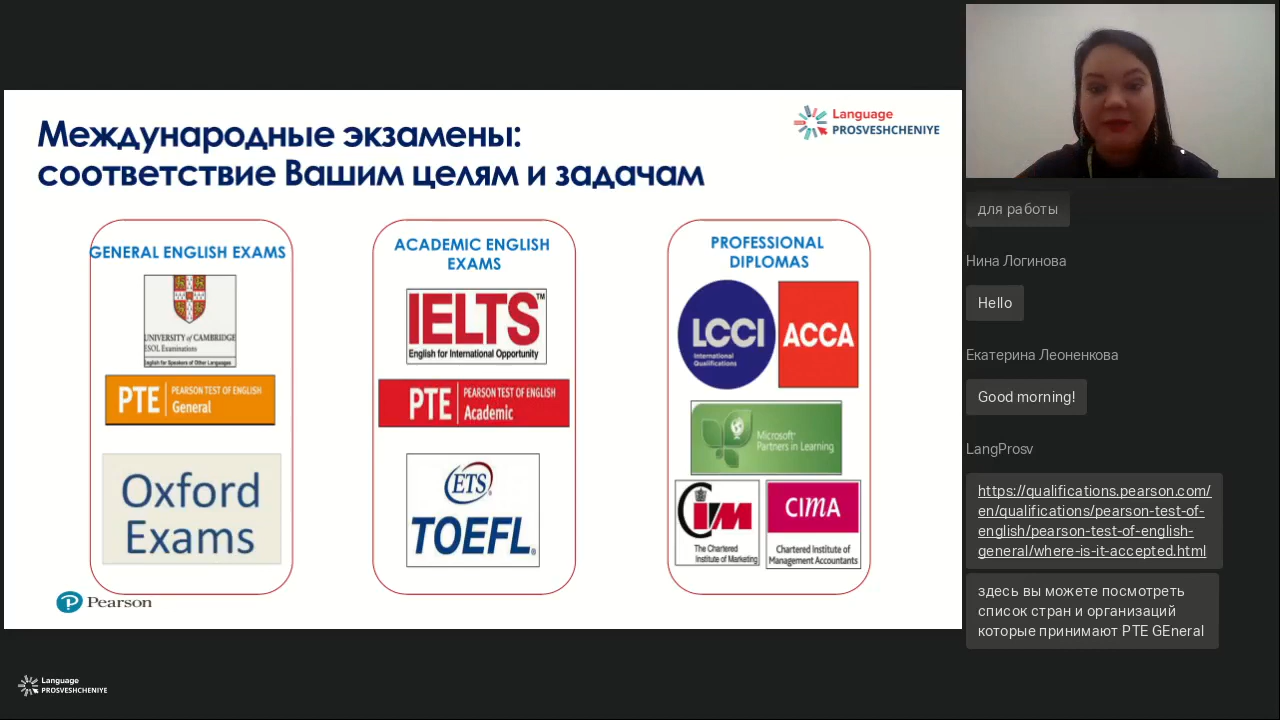 Международные экзамены:
соответствие Вашим целям и задачам
Language
PROSVESHCHENIYE
GENERAL ENGLISH EXAMS
UNIVERSITY of CAMBRIDGE
ESOL Examinations
English for Speakers of Other Languages
PTE
PEARSON TEST OF ENGLISH
General
Oxford
Exams
ACADEMIC ENGLISH
EXAMS
IELTS™
English for International Opportunity
PTE
PEARSON TEST OF ENGLISH
Academic
ETS®
TOEFL®
PROFESSIONAL
DIPLOMAS
LCCI
International
Qualifications
ACCA
Microsoft®
Partners in Learning
CIM
The Chartered
Institute of Marketing
CIMA
Chartered Institute of
Management Accountants
Pearson
Language
PROSVESHCHENIYE
для работы
Нина Логинова
Hello
Екатерина Леоненкова
Good morning!
LangProsv
https://qualifications.pearson.com/
en/qualifications/pearson-test-of-
english/pearson-test-of-english-
general/where-is-it-accepted.html
здесь вы можете посмотреть
список стран и организаций
которые принимают PTE GEneral